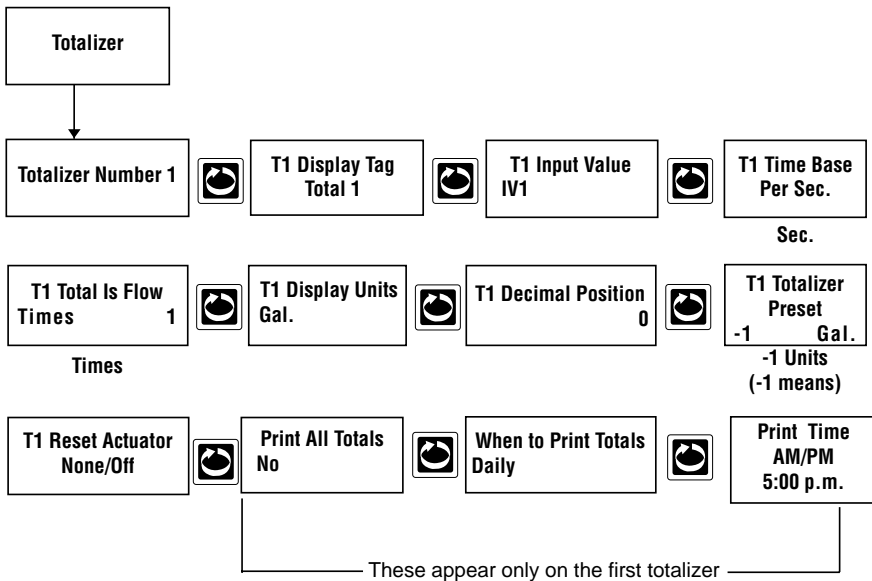 Totalizer
Totalizer Number 1
T1 Display Tag
Total 1
T1 Input Value
IV1
T1 Time Base
Per Sec.
Sec.
T1 Total Is Flow
Times 1
Times
T1 Display Units
Gal.
T1 Decimal Position
0
T1 Totalizer
Preset
-1 Gal.
-1 Units
(-1 means)
T1 Reset Actuator
None/Off
Print All Totals
No
When to Print Totals
Daily
Print Time
AM/PM
5:00 p.m.
These appear only on the first totalizer